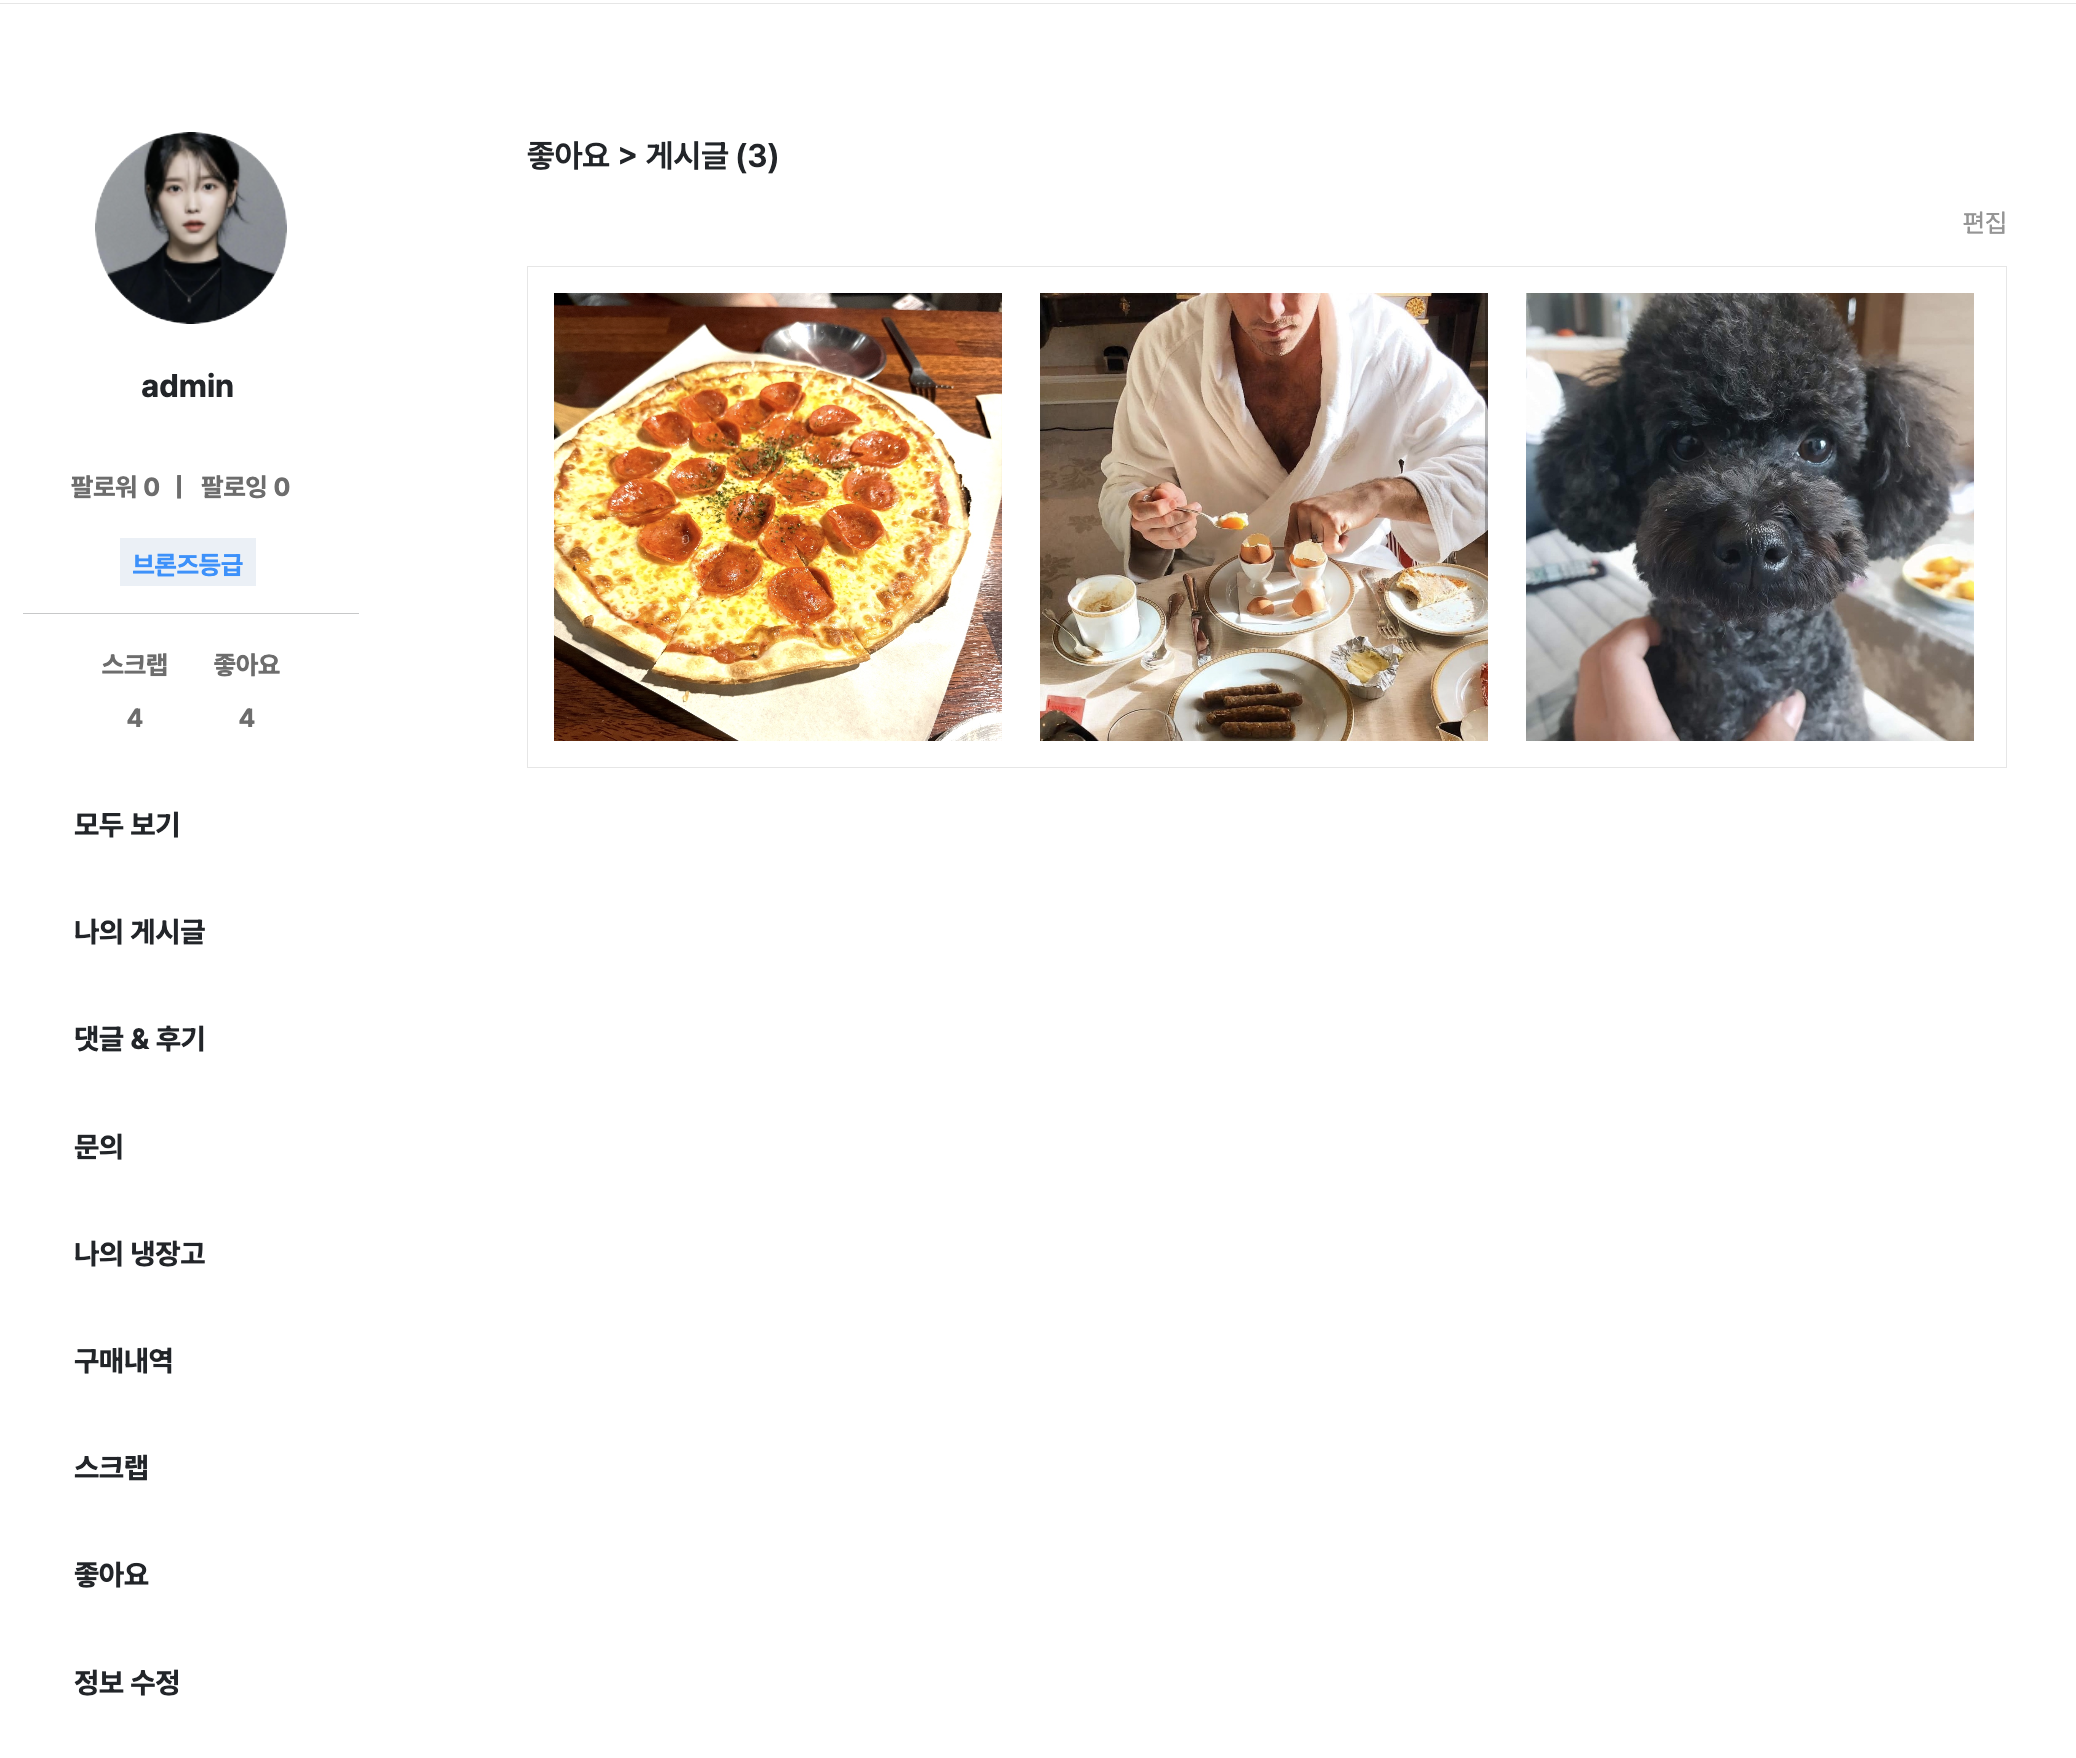 admin
팔로워 0 | 팔로잉 0
브론즈등급
스크랩 좋아요
4 4
모두 보기
나의 게시글
댓글 & 후기
문의
나의 냉장고
구매내역
스크랩
좋아요
정보 수정
좋아요 > 게시글 (3)
편집